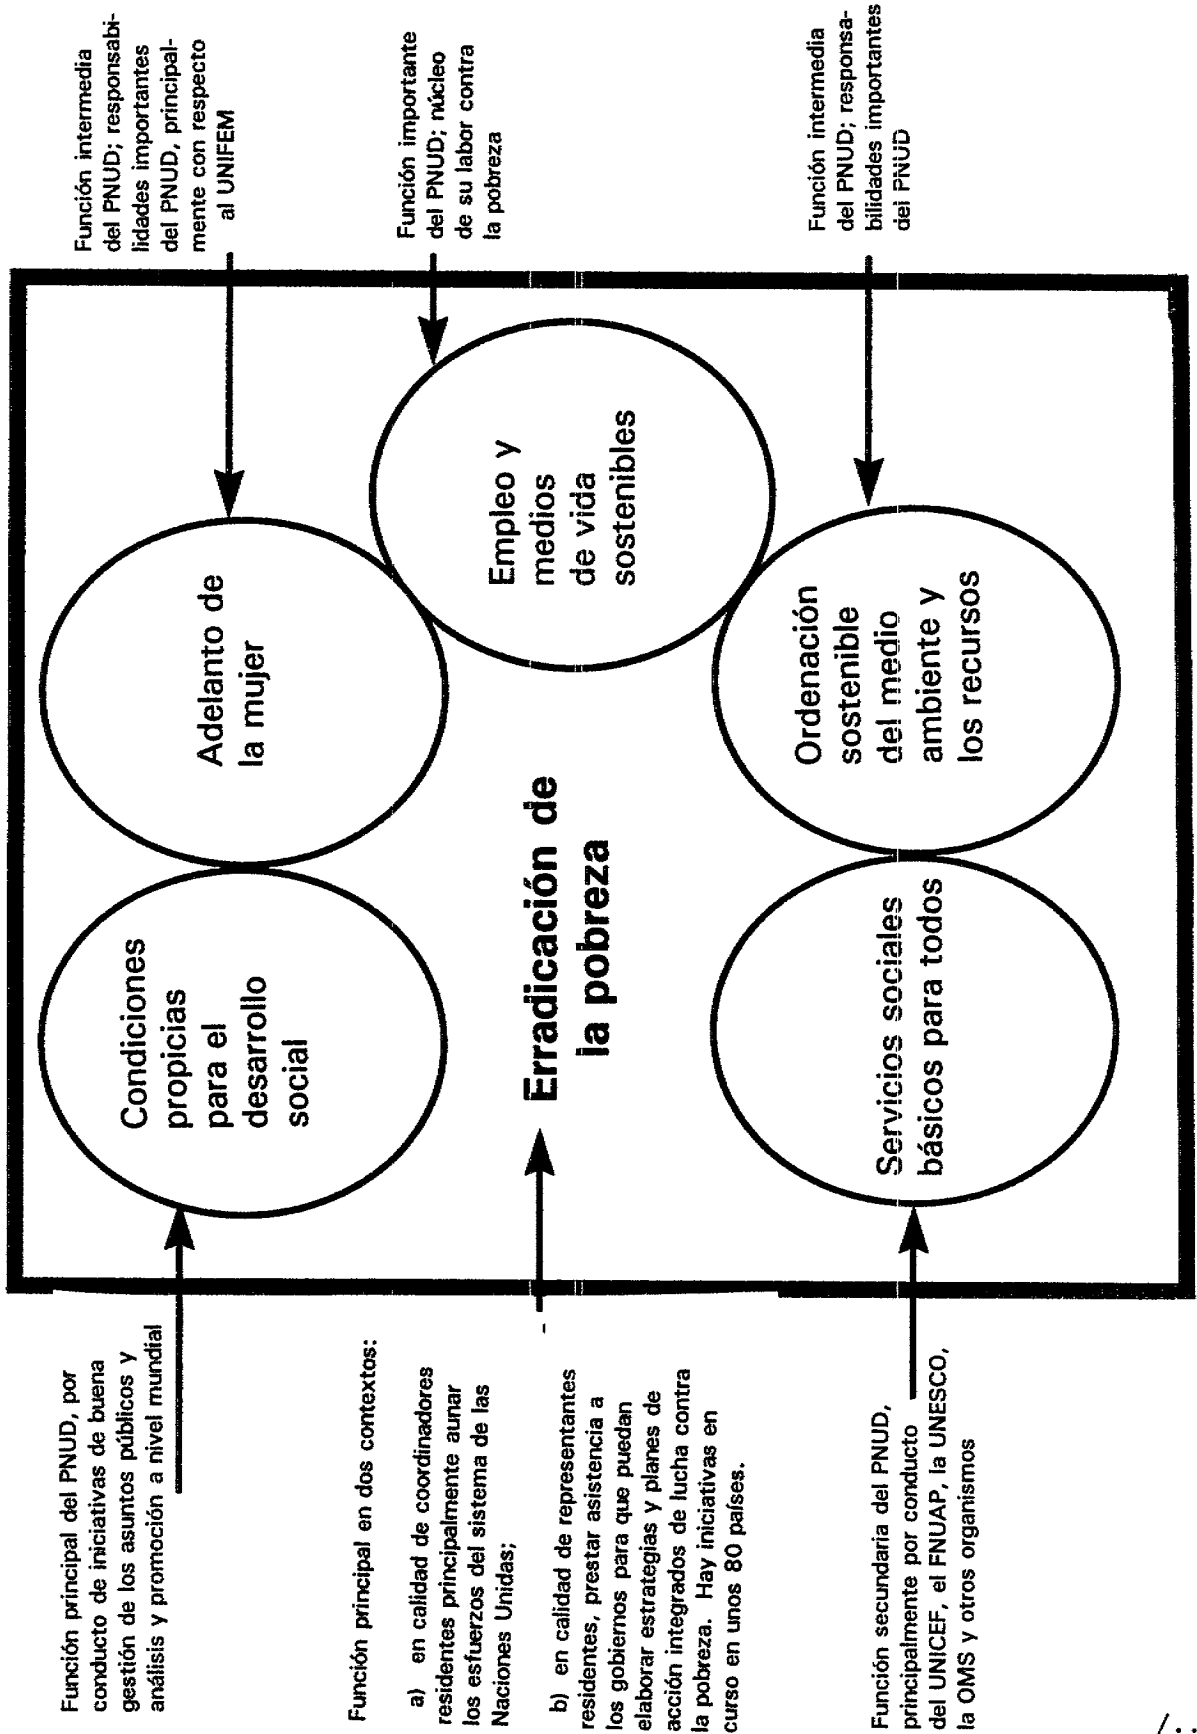 Función principal del PNUD, por
conducto de iniciativas de buena
gestión de los asuntos públicos y
análisis y promoción a nivel mundial
Función principal en dos contextos:
a) en calidad de coordinadores
residentes principalmente aunar
los esfuerzos del sistema de las
Naciones Unidas;
b) en calidad de representantes
residentes, prestar asistencia a
los gobiernos para que puedan
elaborar estrategias y planes de
acción integrados de lucha contra
la pobreza. Hay iniciativas en
curso en unos 80 países.
Función secundaria del PNUD,
principalmente por conducto
del UNICEF, el FNUAP, la UNESCO,
la OMS y otros organismos
Condiciones
propicias
para el
desarrollo
social
Adelanto de
la mujer
Erradicación de
la pobreza
Empleo y
medios
de vida
sostenibles
Servicios sociales
básicos para todos
Ordenación
sostenible
del medio
ambiente y
los recursos
Función intermedia
del PNUD; responsabi-
lidades importantes
del PNUD, principal-
mente con respecto
al UNIFEM
Función importante
del PNUD; núcleo
de su labor contra
la pobreza
Función intermedia
del PNUD; responsa-
bilidades importantes
del PNUD
/..